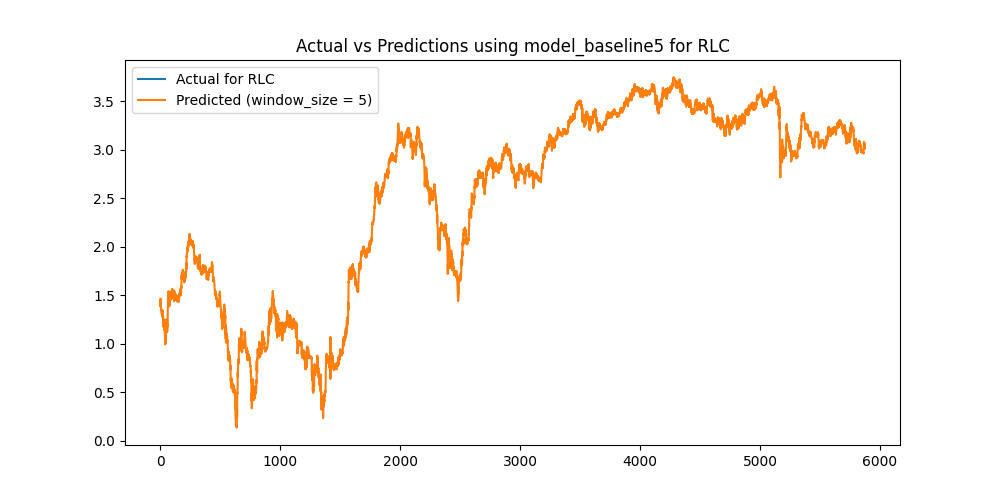 Actual vs Predictions using model_baseline5 for RLC
Actual for RLC
Predicted (window_size = 5)
3.5
3.0
2.5
2.0
1.5
1.0
0.5
0.0
0 1000 2000 3000 4000 5000 6000